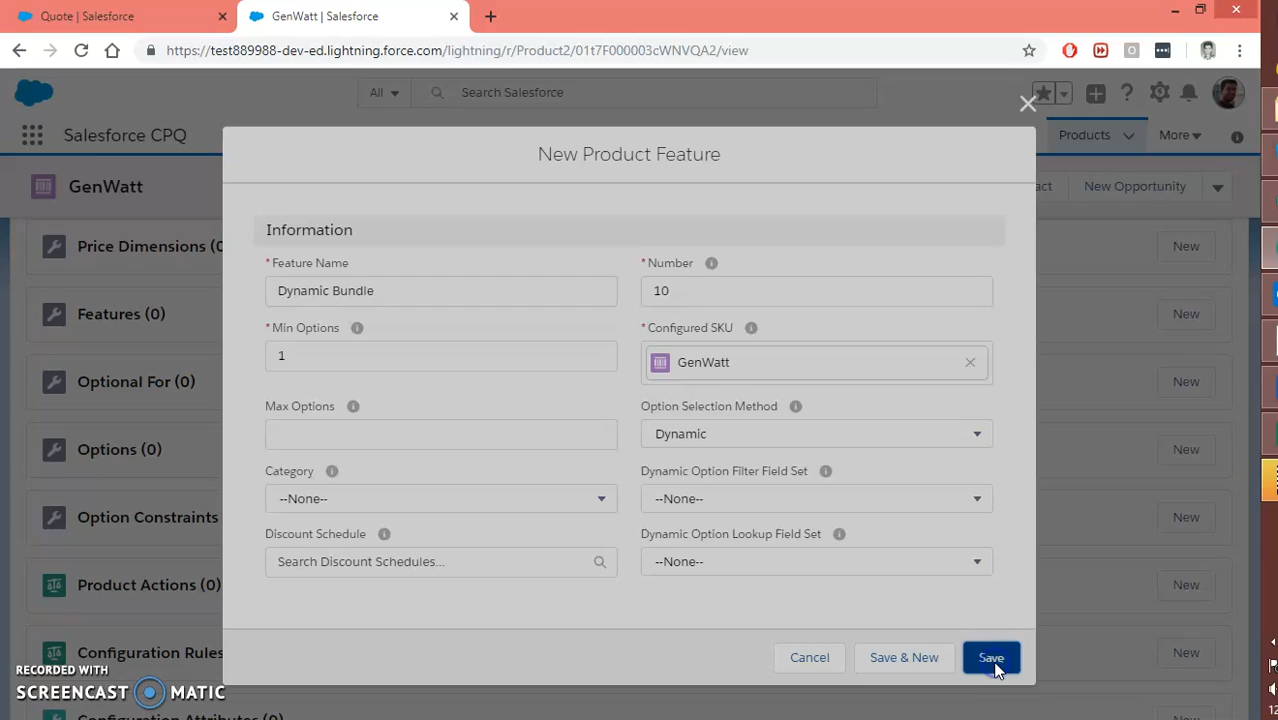 Quote | Salesforce
GenWatt | Salesforce
https://test889988-dev-ed.lightning.force.com/lightning/r/Product2/01t7F000003cWNVQA2/view
All
Search Salesforce
Salesforce CPQ
Products
More
GenWatt
New Opportunity
New Product Feature
Information
*Feature Name
Dynamic Bundle
*Number
10
*Min Options
1
*Configured SKU
GenWatt
Max Options
Option Selection Method
Dynamic
Category
--None--
Dynamic Option Filter Field Set
--None--
Discount Schedule
Search Discount Schedules...
Dynamic Option Lookup Field Set
--None--
Cancel
Save & New
Save
Price Dimensions (0
New
Features (0)
New
Optional For (0)
New
Options (0)
New
Option Constraints
New
Product Actions (0)
New
Configuration Rules
New
RECORDED WITH
SCREENCAST MATIC